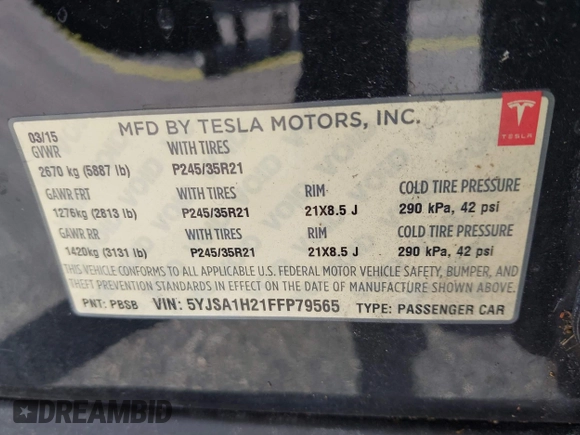 03/15 MFD BY TESLA MOTORS, INC. TESLA
GVWR WITH TIRES
2670 kg (5887 lb) P245/35R21
GAWR FRT WITH TIRES RIM COLD TIRE PRESSURE
1276kg (2813 lb) P245/35R21 21X8.5 J 290 kPa, 42 psi
GAWR RR WITH TIRES RIM COLD TIRE PRESSURE
1420kg (3131 lb) P245/35R21 21X8.5 J 290 kPa, 42 psi
THIS VEHICLE CONFORMS TO ALL APPLICABLE U.S. FEDERAL MOTOR VEHICLE SAFETY, BUMPER, AND
THEFT PREVENTION STANDARDS IN EFFECT ON THE DATE OF MANUFACTURE SHOWN ABOVE.
PNT: PBSB VIN: 5YJSA1H21FFP79565 TYPE: PASSENGER CAR
DREAMBID